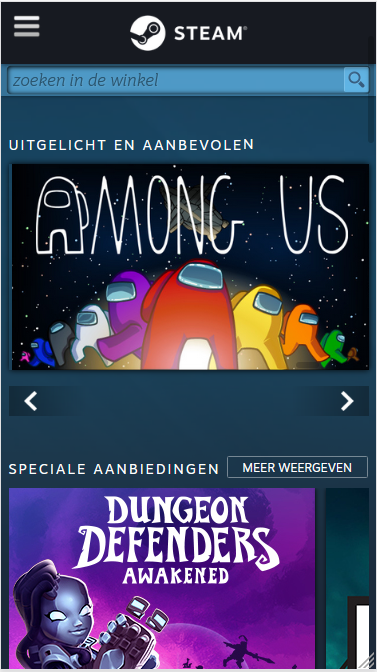 STEAM®
zoeken in de winkel
UITGELICHT EN AANBEVOLEN
AMONG US
SPECIALE AANBIEDINGEN
MEER WEERGEVEN
DUNGEON
DEFENDERS
AWAKENED